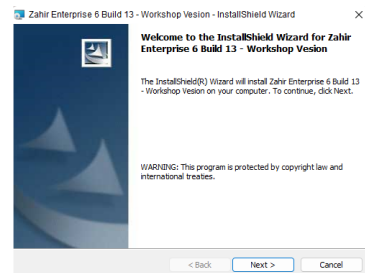 Zahir Enterprise 6 Build 13 - Workshop Vesion - InstallShield Wizard
Welcome to the InstallShield Wizard for Zahir
Enterprise 6 Build 13 - Workshop Vesion
The InstallShield(R) Wizard will install Zahir Enterprise 6 Build 13
- Workshop Vesion on your computer. To continue, click Next.
WARNING: This program is protected by copyright law and
international treaties.
< Back Next > Cancel